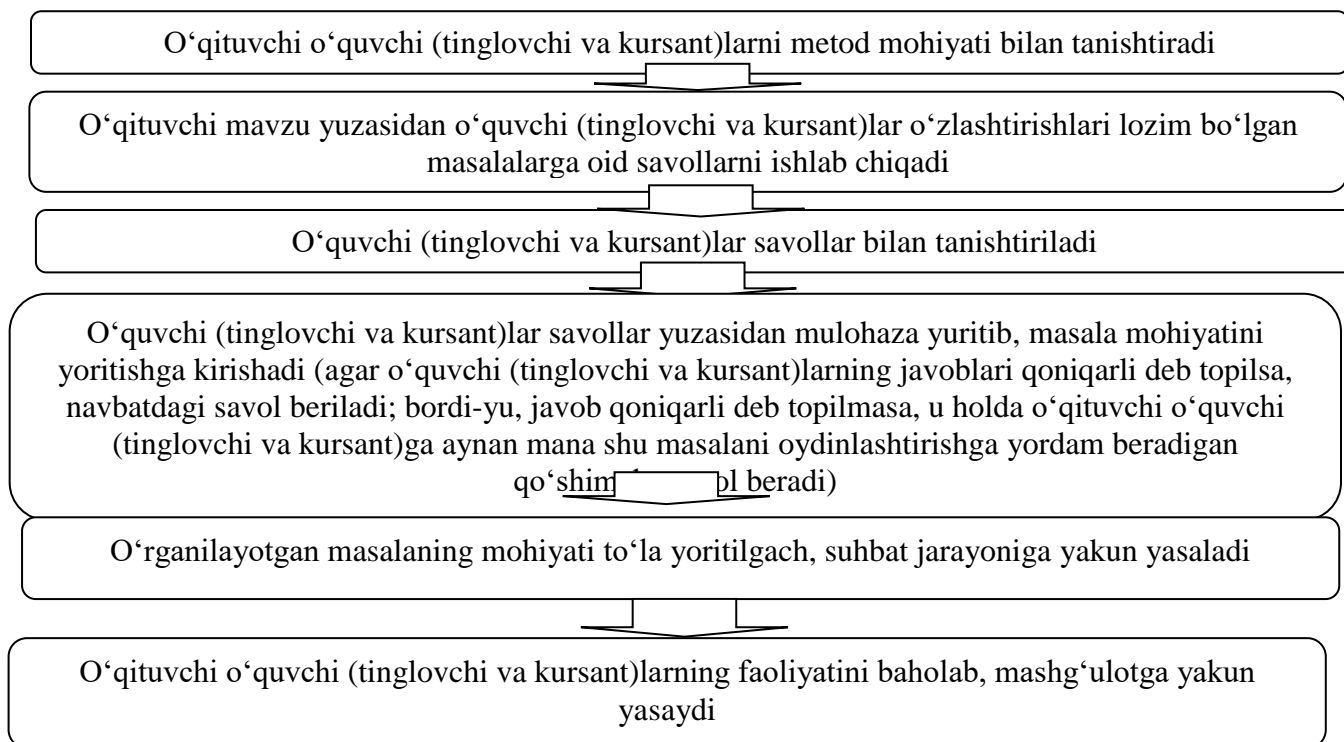 O‘qituvchi o‘quvchi (tinglovchi va kursant)larni metod mohiyati bilan tanishtiradi
O‘qituvchi mavzu yuzasidan o‘quvchi (tinglovchi va kursant)lar o‘zlashtirishlari lozim bo‘lgan
masalalarga oid savollarni ishlab chiqadi
O‘quvchi (tinglovchi va kursant)lar savollar bilan tanishtiriladi
O‘quvchi (tinglovchi va kursant)lar savollar yuzasidan mulohaza yuritib, masala mohiyatini
yoritishga kirishadi (agar o‘quvchi (tinglovchi va kursant)larning javoblari qoniqarli deb topilsa,
navbatdagi savol beriladi; bordi-yu, javob qoniqarli deb topilmasa, u holda o‘qituvchi o‘quvchi
(tinglovchi va kursant)ga aynan mana shu masalani oydinlashtirishga yordam beradigan
beradi)
O‘rganilayotgan masalaning mohiyati to‘la yoritilgach, suhbat jarayoniga yakun yasaladi
O‘qituvchi o‘quvchi (tinglovchi va kursant)larning faoliyatini baholab, mashg‘ulotga yakun
yasaydi